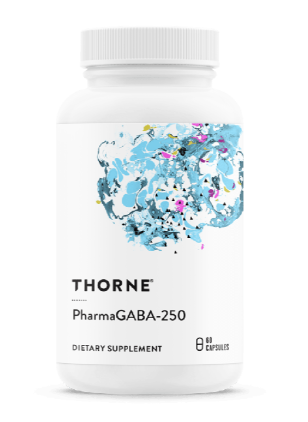 THORNE®
PharmaGABA-250
DIETARY SUPPLEMENT
60
CAPSULES